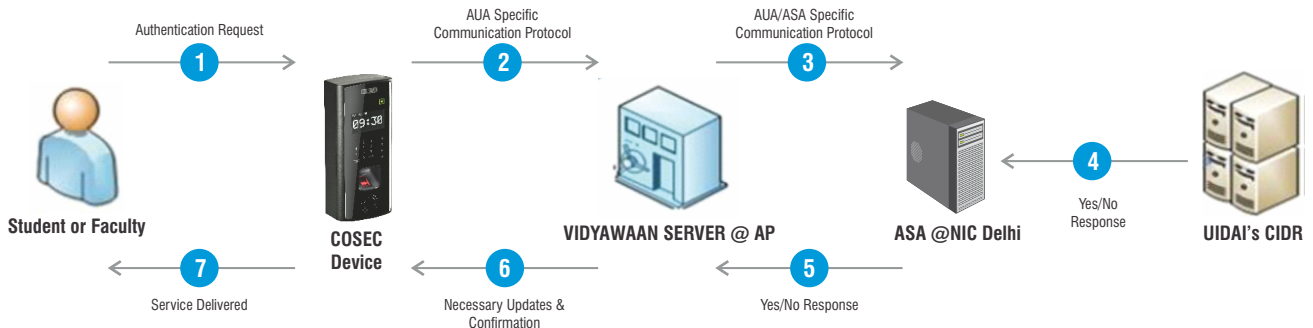 Authentication Request
1
AUA Specific
Communication Protocol
2
AUA/ASA Specific
Communication Protocol
3
09:30
4
Yes/No
Response
Student or Faculty
COSEC
Device
VIDYAWAAN SERVER @ AP
ASA @NIC Delhi
UIDAI's CIDR
7
Service Delivered
6
Necessary Updates &
Confirmation
5
Yes/No Response